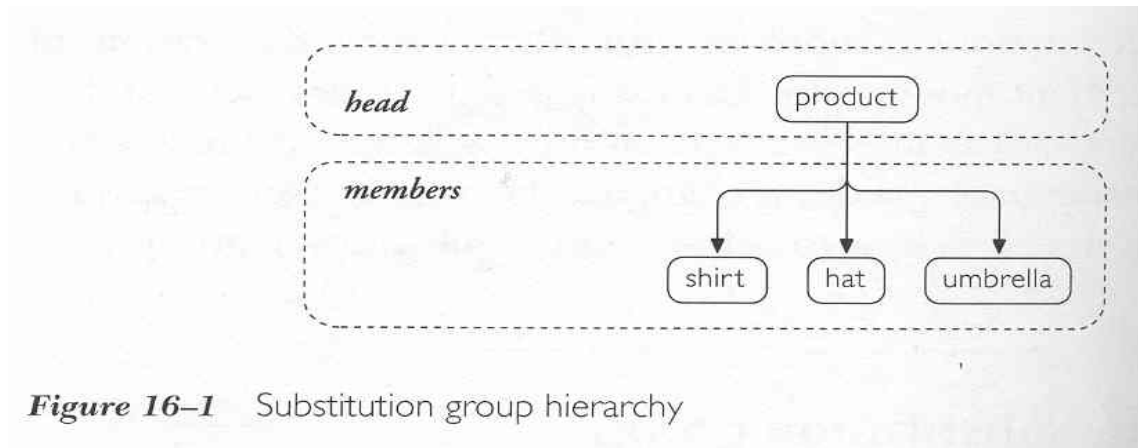 head
product
members
shirt hat umbrella
Figure 16–1 Substitution group hierarchy